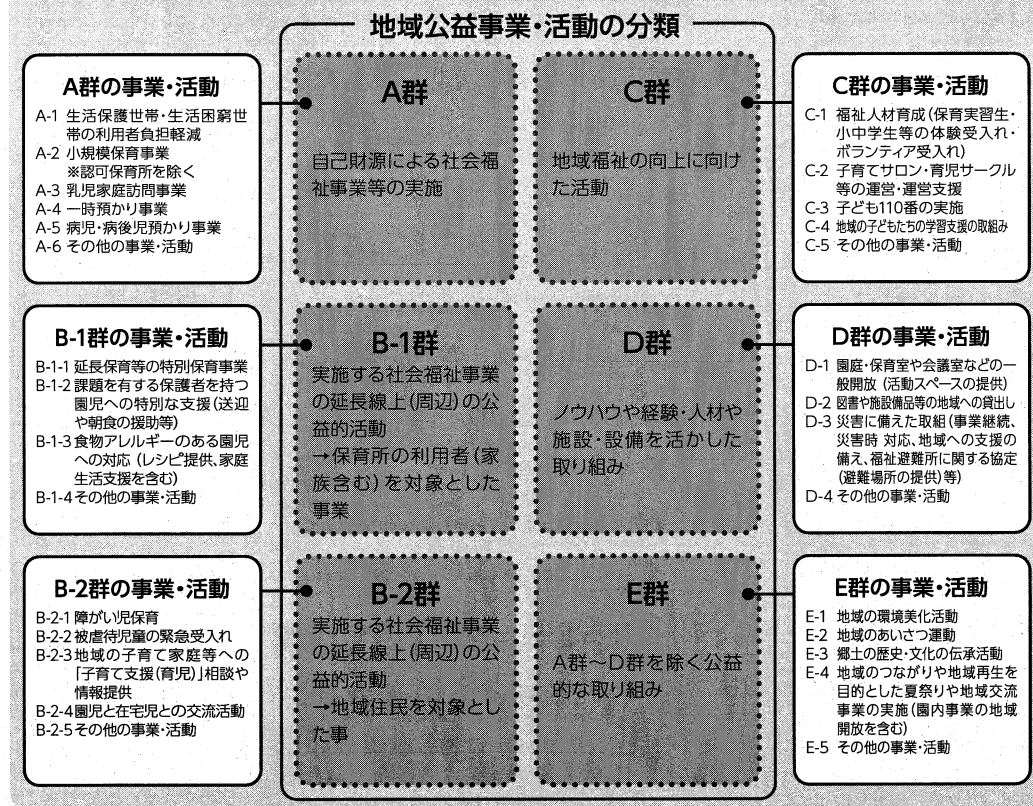 地域公益事業・活動の分類
A群の事業・活動
A-1 生活保護世帯・生活困窮世
帯の利用者負担軽減
A-2 小規模保育事業
※認可保育所を除く
A-3 乳児家庭訪問事業
A-4 一時預かり事業
A-5 病児・病後児預かり事業
A-6 その他の事業・活動
A群
自己財源による社会福
祉事業等の実施
C群
地域福祉の向上に向け
た活動
C群の事業・活動
C-1 福祉人材育成(保育実習生・
小中学生等の体験受入れ・
ボランティア受入れ)
C-2 子育てサロン・育児サークル
等の運営・運営支援
C-3 子ども110番の実施
C-4 地域の子どもたちの学習支援の取組み
C-5 その他の事業・活動
B-1群の事業・活動
B-1-1 延長保育等の特別保育事業
B-1-2 課題を有する保護者を持つ
園児への特別な支援(送迎
や朝食の援助等)
B-1-3 食物アレルギーのある園児
への対応(レシピ提供、家庭
生活支援を含む)
B-1-4 その他の事業・活動
B-1群
実施する社会福祉事業
の延長線上(周辺)の公
益的活動
→保育所の利用者(家
族含む)を対象とした
事業
D群
ノウハウや経験・人材や
施設・設備を活かした
取り組み
D群の事業・活動
D-1 園庭・保育室や会議室などの一
般開放(活動スペースの提供)
D-2 図書や施設備品等の地域への貸出し
D-3 災害に備えた取組(事業継続、
災害時 対応、地域への支援の
備え、福祉避難所に関する協定
(避難場所の提供)等)
D-4 その他の事業・活動
B-2群の事業・活動
B-2-1 障がい児保育
B-2-2 被虐待児童の緊急受入れ
B-2-3 地域の子育て家庭等への
「子育て支援(育児)」相談や
情報提供
B-2-4 園児と在宅児との交流活動
B-2-5 その他の事業・活動
B-2群
実施する社会福祉事業
の延長線上(周辺)の公
益的活動
→地域住民を対象とし
た事
E群
A群～D群を除く公益
的な取り組み
E群の事業・活動
E-1 地域の環境美化活動
E-2 地域のあいさつ運動
E-3 郷土の歴史・文化の伝承活動
E-4 地域のつながりや地域再生を
目的とした夏祭りや地域交流
事業の実施(園内事業の地域
開放を含む)
E-5 その他の事業・活動